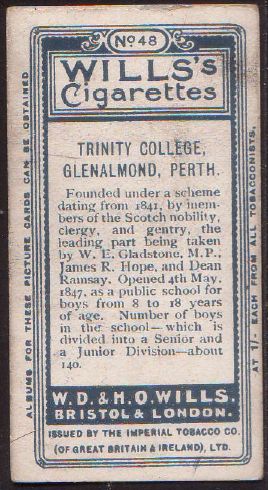 No 48
WILLS's
Cigarettes
TRINITY COLLEGE,
GLENALMOND, PERTH.
Founded under a scheme
dating from 1841, by mem-
bers of the Scotch nobility,
clergy, and gentry, the
leading part being taken
by W. E. Gladstone, M.P.,
James R. Hope, and Dean
Ramsay. Opened 4th May,
1847, as a public school for
boys from 8 to 18 years
of age. Number of boys
in the school—which is
divided into a Senior and
a Junior Division—about
140.
W.D. & H.O. WILLS.
BRISTOL & LONDON.
ISSUED BY THE IMPERIAL TOBACCO CO.
(OF GREAT BRITAIN & IRELAND), LTD.
ALBUMS FOR THESE PICTURE CARDS CAN BE OBTAINED
AT 1/- EACH FROM ALL TOBACCONISTS.